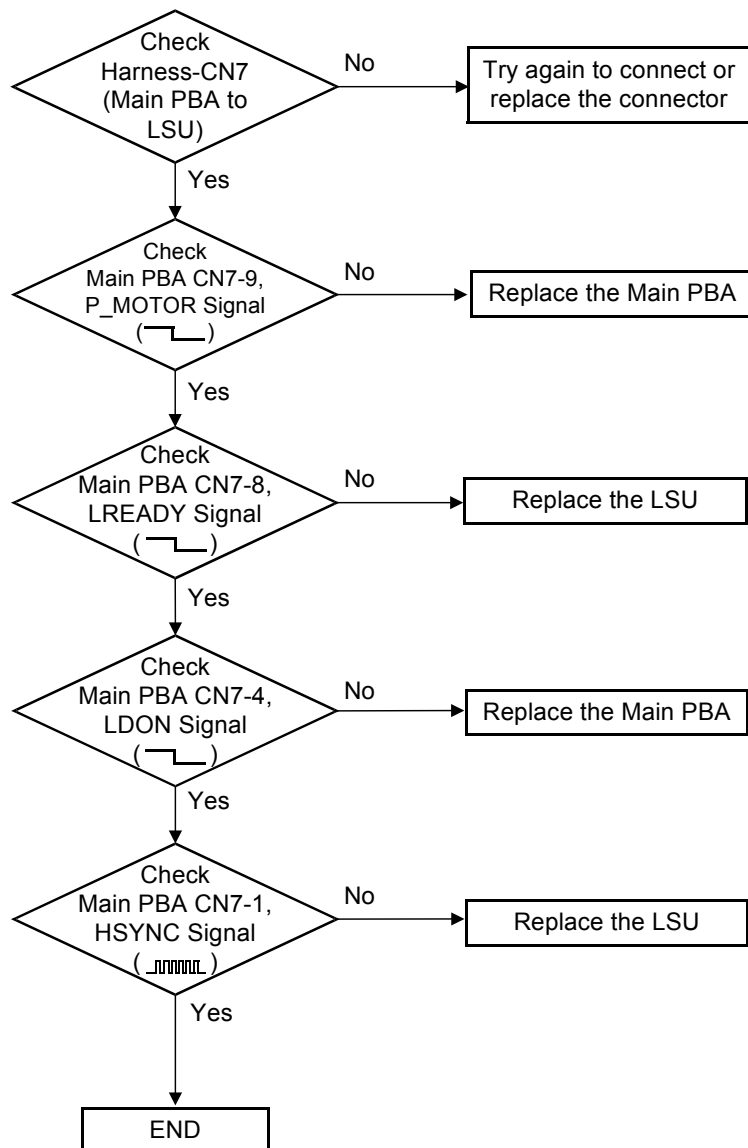 Check
Harness-CN7
(Main PBA to
LSU)
No
Try again to connect or
replace the connector
Yes
Check
Main PBA CN7-9,
P_MOTOR Signal
( )
No
Replace the Main PBA
Yes
Check
Main PBA CN7-8,
LREADY Signal
( )
No
Replace the LSU
Yes
Check
Main PBA CN7-4,
LDON Signal
( )
No
Replace the Main PBA
Yes
Check
Main PBA CN7-1,
HSYNC Signal
( )
No
Replace the LSU
Yes
END